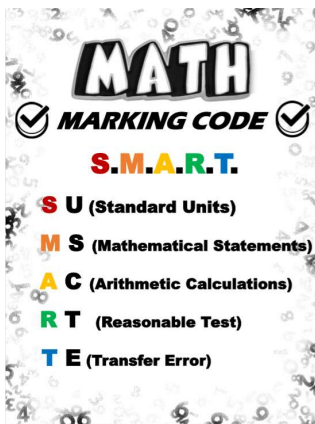 MATH
MARKING CODE
S.M.A.R.T.
S U (Standard Units)
M S (Mathematical Statements)
A C (Arithmetic Calculations)
R T (Reasonable Test)
T E (Transfer Error)